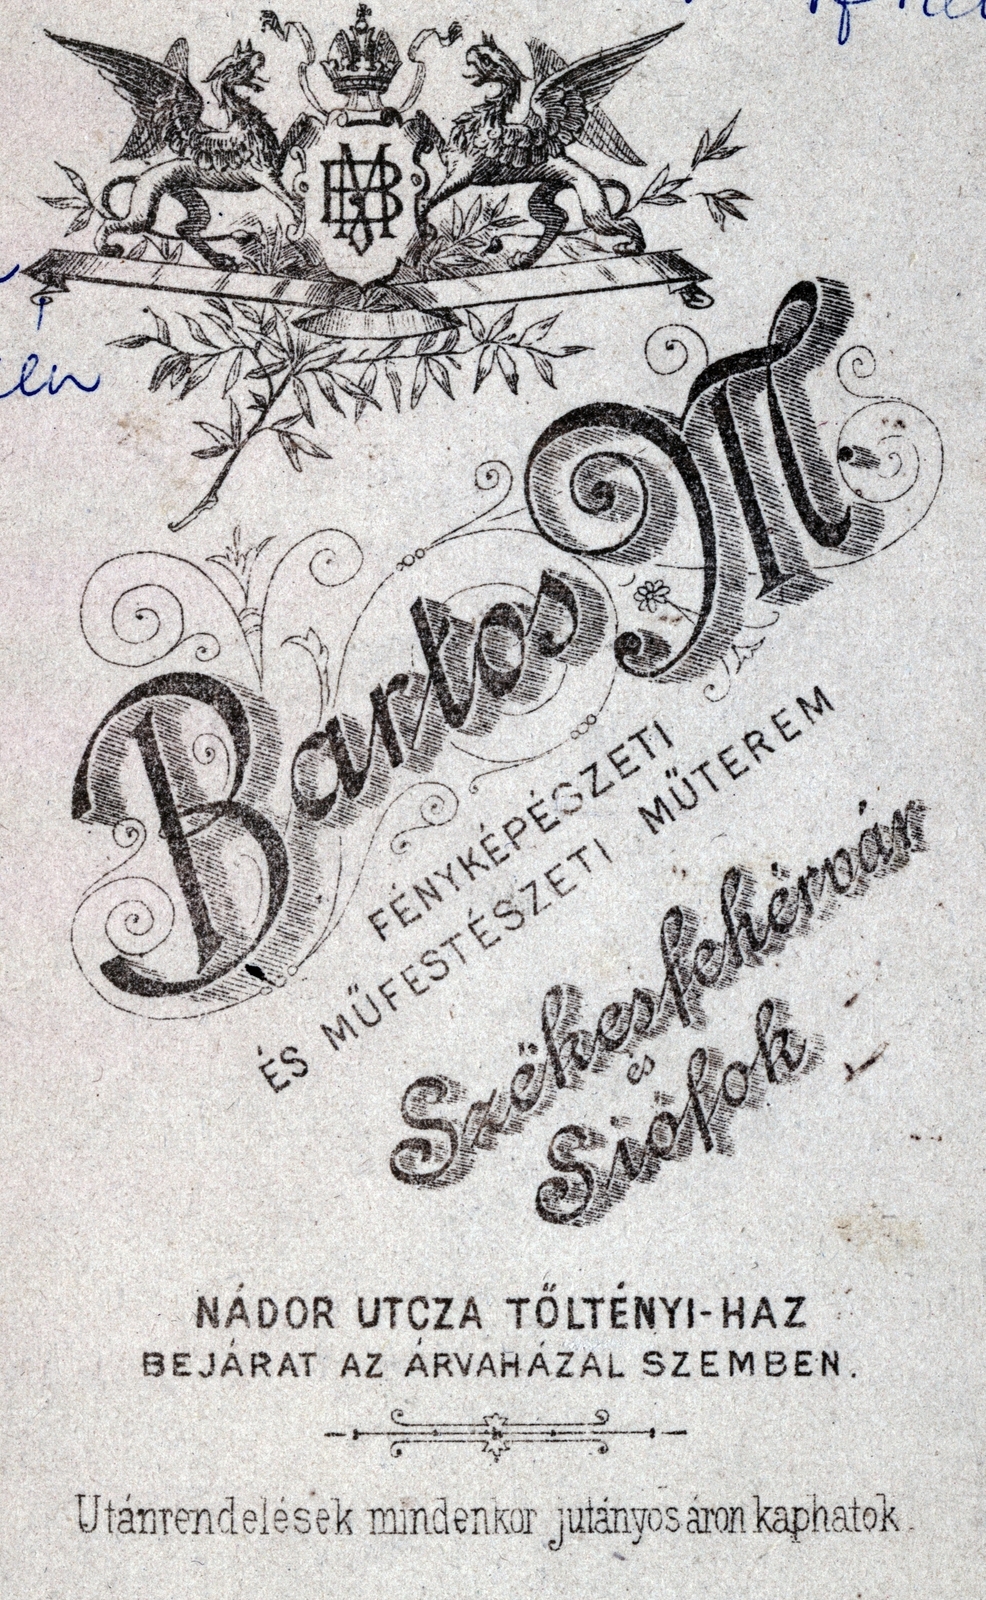 Bartos M
FÉNYKÉPÉSZETI
ÉS MŰFESTÉSZETI MŰTEREM
Székesfehérvár
és
Siófok
NÁDOR UTCZA TŐLTÉNYI-HAZ
BEJÁRAT AZ ÁRVAHÁZAL SZEMBEN.
Utánrendelések mindenkor jutányos áron kaphatok.